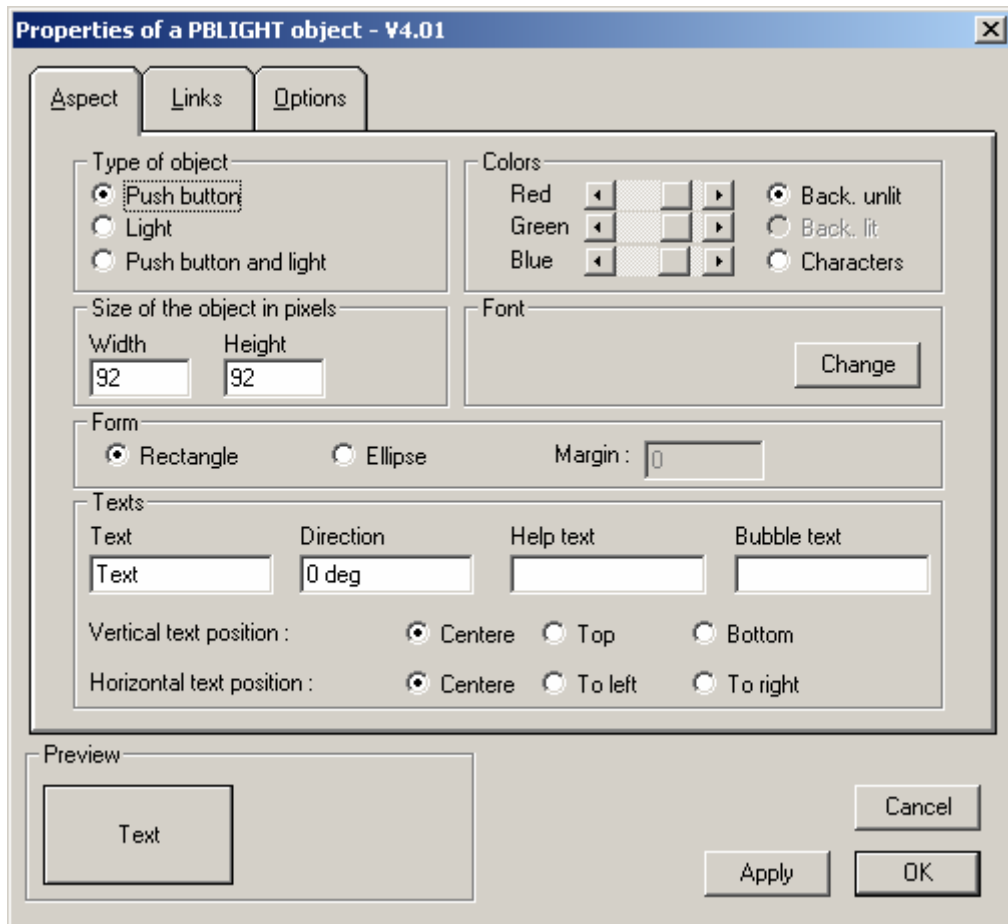 Properties of a PBLIGHT object - V4.01
Aspect Links Options
Type of object
Push button
Light
Push button and light
Colors
Red
Green
Blue
Back. unlit
Back. lit
Characters
Size of the object in pixels
Width Height
92 92
Font
Change
Form
Rectangle Ellipse Margin : 0
Texts
Text Direction Help text Bubble text
Text 0 deg
Vertical text position : Centere Top Bottom
Horizontal text position : Centere To left To right
Preview
Text
Cancel
Apply OK